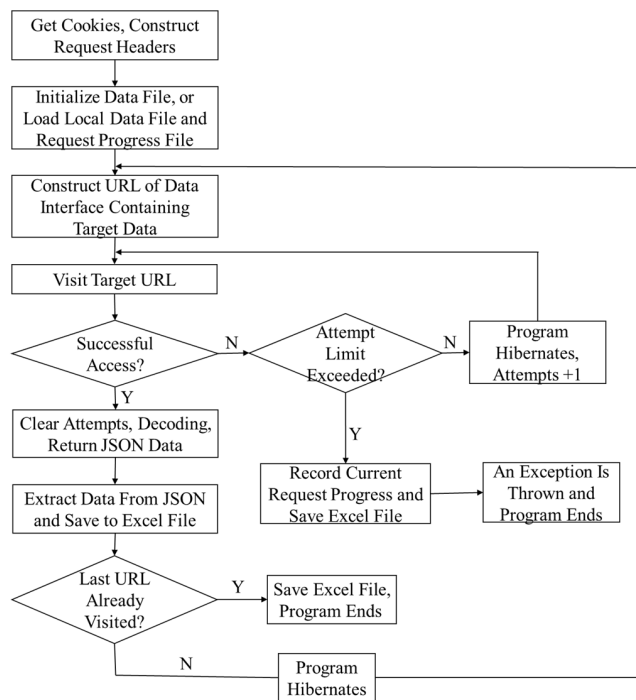 Get Cookies, Construct
Request Headers
Initialize Data File, or
Load Local Data File and
Request Progress File
Construct URL of Data
Interface Containing
Target Data
Visit Target URL
Successful
Access?
N
Attempt
Limit
Exceeded?
N
Program
Hibernates,
Attempts +1
Y
Clear Attempts, Decoding,
Return JSON Data
Y
Record Current
Request Progress and
Save Excel File
An Exception Is
Thrown and
Program Ends
Extract Data From JSON
and Save to Excel File
Last URL
Already
Visited?
Y
Save Excel File,
Program Ends
N
Program
Hibernates